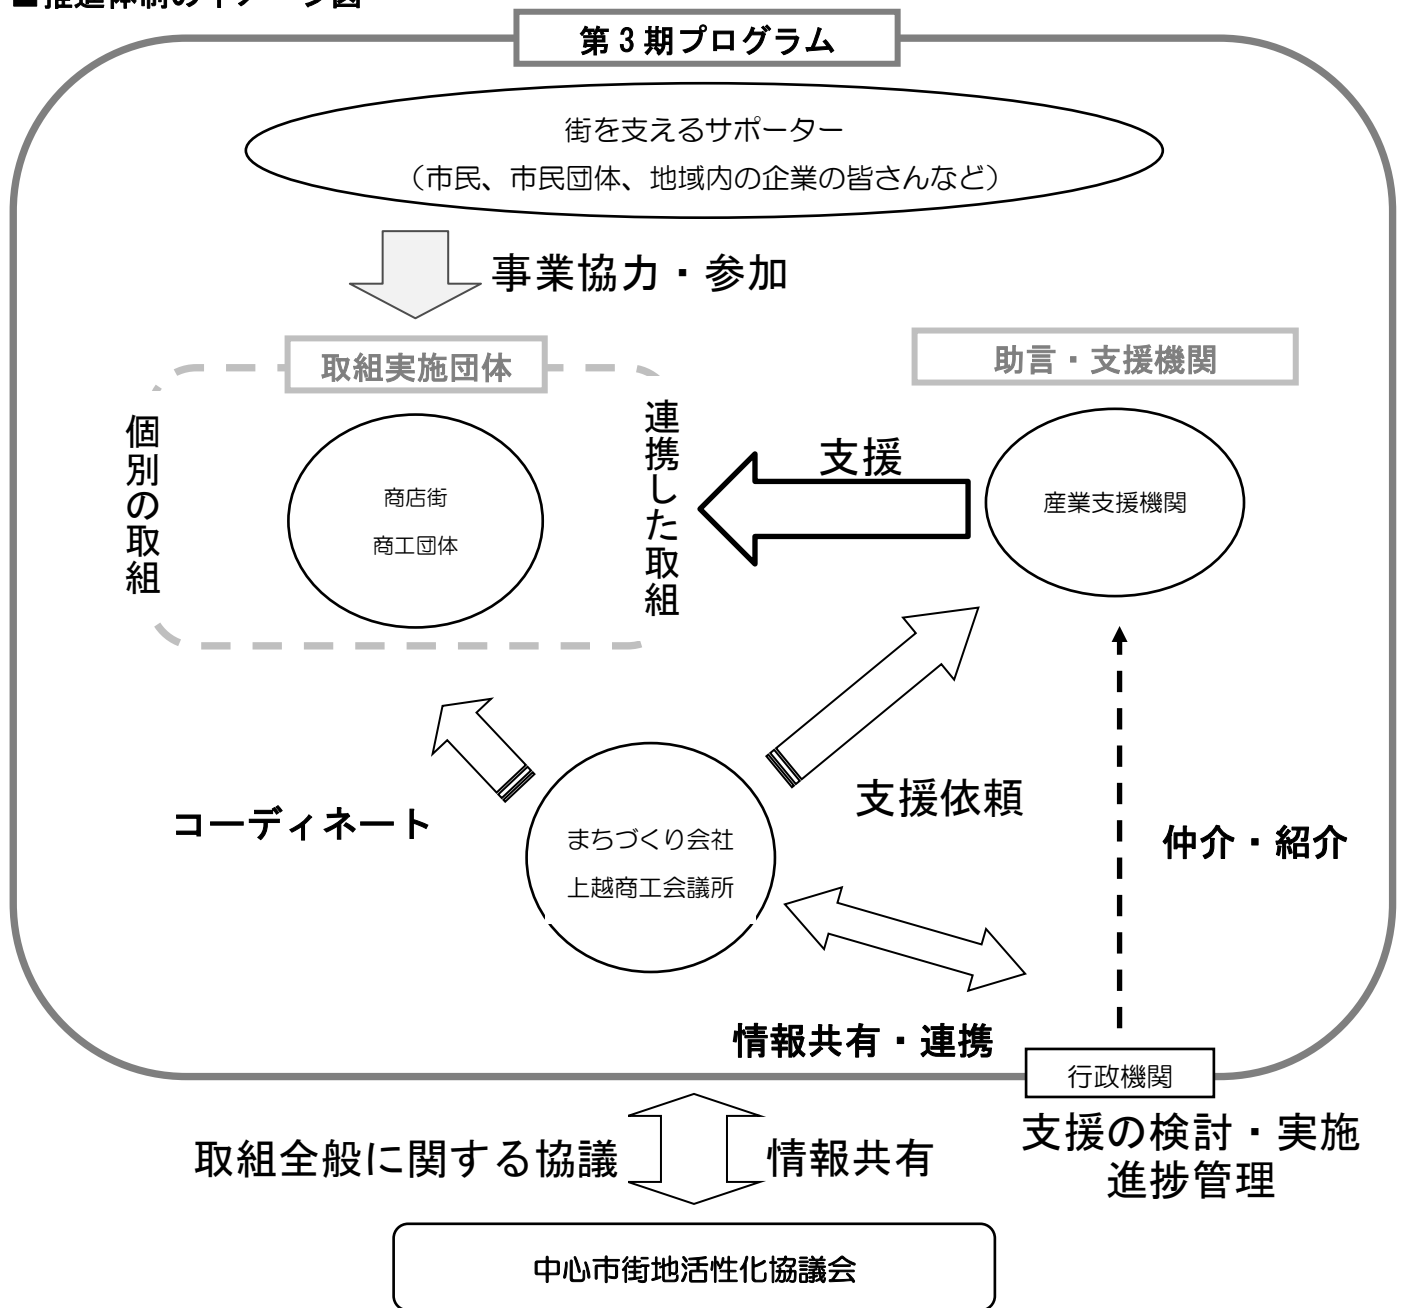 ■推進体制のイメージ図
第３期プログラム
街を支えるサポーター
（市民、市民団体、地域内の企業の皆さんなど）
事業協力・参加
取組実施団体
助言・支援機関
個別の取組
商店街
商工団体
連携した取組
支援
産業支援機関
コーディネート
まちづくり会社
上越商工会議所
支援依頼
仲介・紹介
情報共有・連携
行政機関
支援の検討・実施
進捗管理
取組全般に関する協議
情報共有
中心市街地活性化協議会